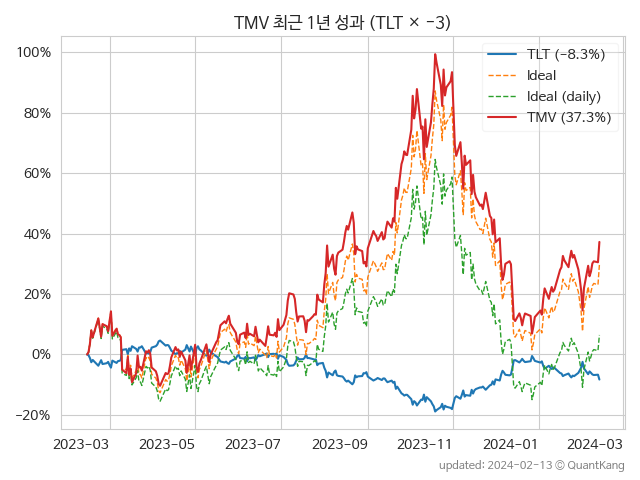 TMV 최근 1년 성과 (TLT × −3)
TLT (−8.3%)
Ideal
Ideal (daily)
TMV (37.3%)
100%
80%
60%
40%
20%
0%
−20%
2023−03 2023−05 2023−07 2023−09 2023−11 2024−01 2024−03
updated: 2024−02−13 ⓒ QuantKang